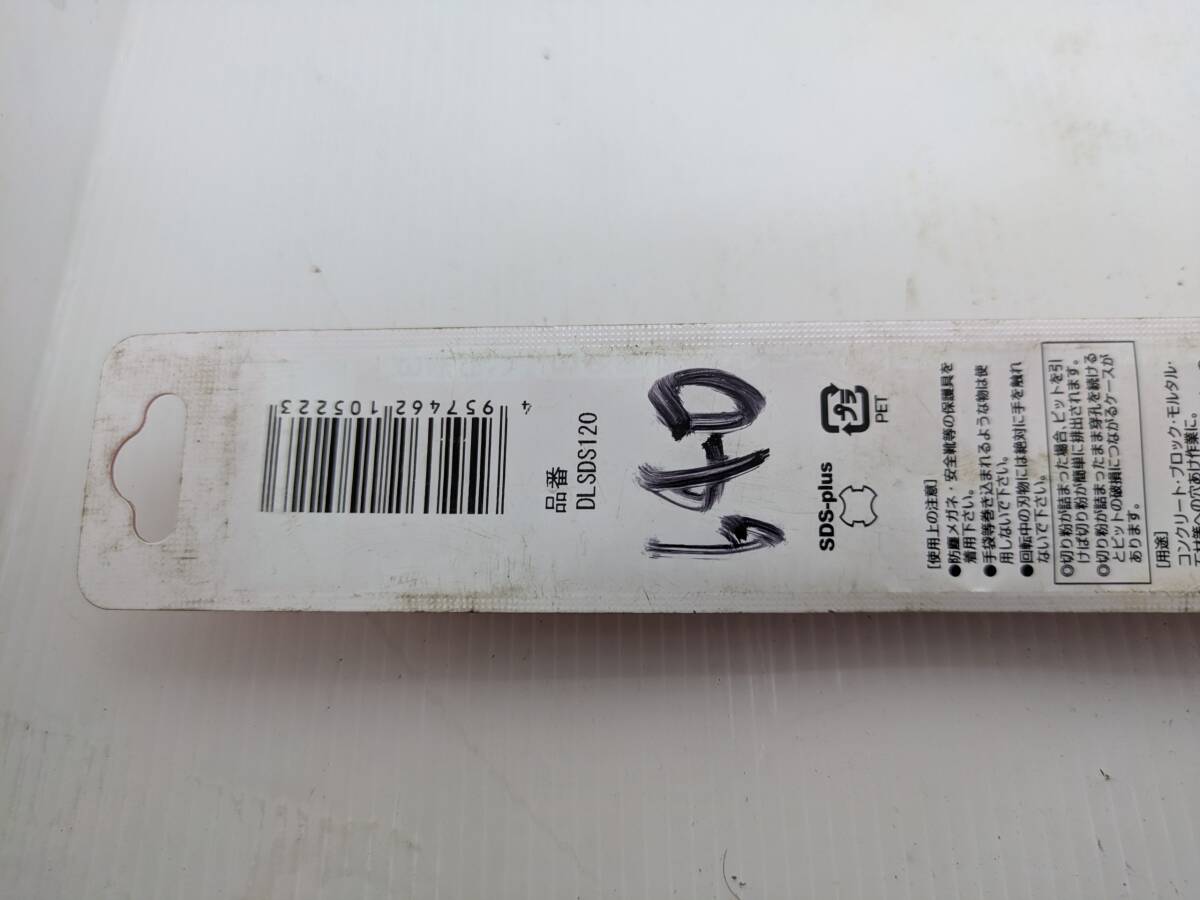 4 957462 105223
品番
DLSDS120
SDS-plus
プラ
PET
[使用上の注意]
●防塵メガネ・安全靴等の保護具を
着用下さい。
●手袋等巻き込まれるような物は使
用しないで下さい。
●回転中の刃物には絶対に手を触れ
ないで下さい。
◎切り粉が詰まった場合、ビットを引
けば切り粉が簡単に排出されます。
◎切り粉が詰まったまま穿孔を続ける
とビットの破損につながるケースが
あります。
[用途]
コンクリート・ブロック・モルタル・